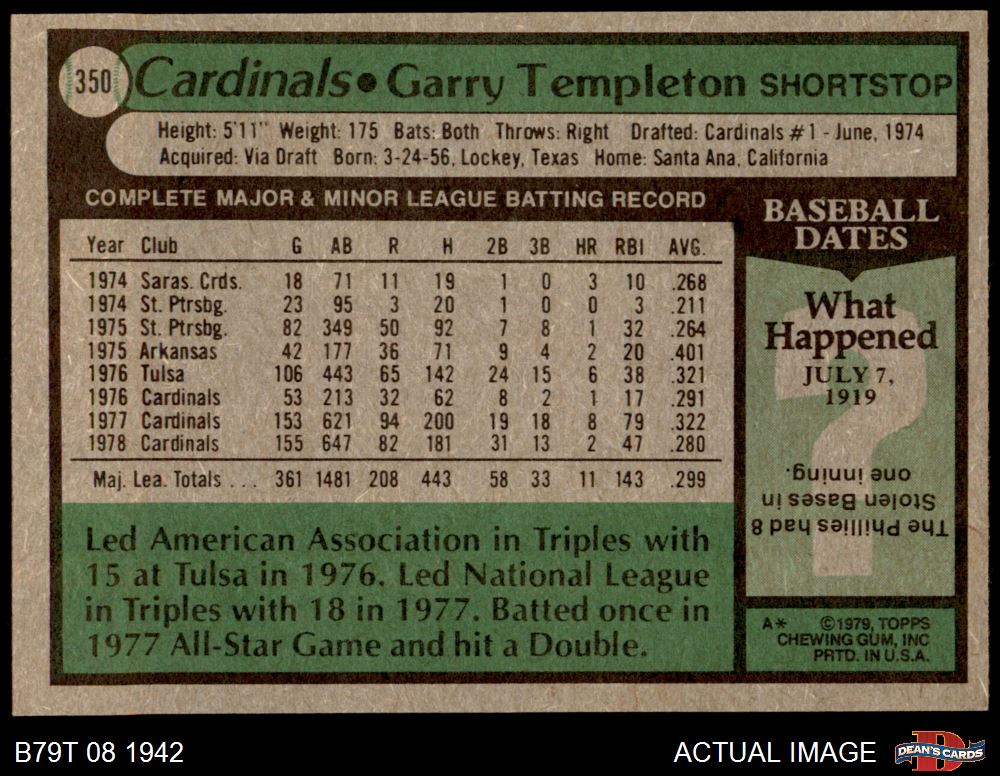 350 Cardinals • Garry Templeton SHORTSTOP
Height: 5'11" Weight: 175 Bats: Both Throws: Right Drafted: Cardinals #1 - June, 1974
Acquired: Via Draft Born: 3-24-56, Lockey, Texas Home: Santa Ana, California
COMPLETE MAJOR & MINOR LEAGUE BATTING RECORD
Year Club G AB R H 2B 3B HR RBI AVG.
1974 Saras. Crds. 18 71 11 19 1 0 3 10 .268
1974 St. Ptrsbg. 23 95 3 20 1 0 0 3 .211
1975 St. Ptrsbg. 82 349 50 92 7 8 1 32 .264
1975 Arkansas 42 177 36 71 9 4 2 20 .401
1976 Tulsa 106 443 65 142 24 15 6 38 .321
1976 Cardinals 53 213 32 62 8 2 1 17 .291
1977 Cardinals 153 621 94 200 19 18 8 79 .322
1978 Cardinals 155 647 82 181 31 13 2 47 .280
Maj. Lea. Totals . . . 361 1481 208 443 58 33 11 143 .299
Led American Association in Triples with
15 at Tulsa in 1976. Led National League
in Triples with 18 in 1977. Batted once in
1977 All-Star Game and hit a Double.
BASEBALL
DATES
What
Happened
JULY 7,
1919
?
The Phillies had 8
Stolen Bases in
one inning.
A* ©1979, TOPPS
CHEWING GUM, INC
PRTD. IN U.S.A.
B79T 08 1942
ACTUAL IMAGE
D
DEAN'S CARDS